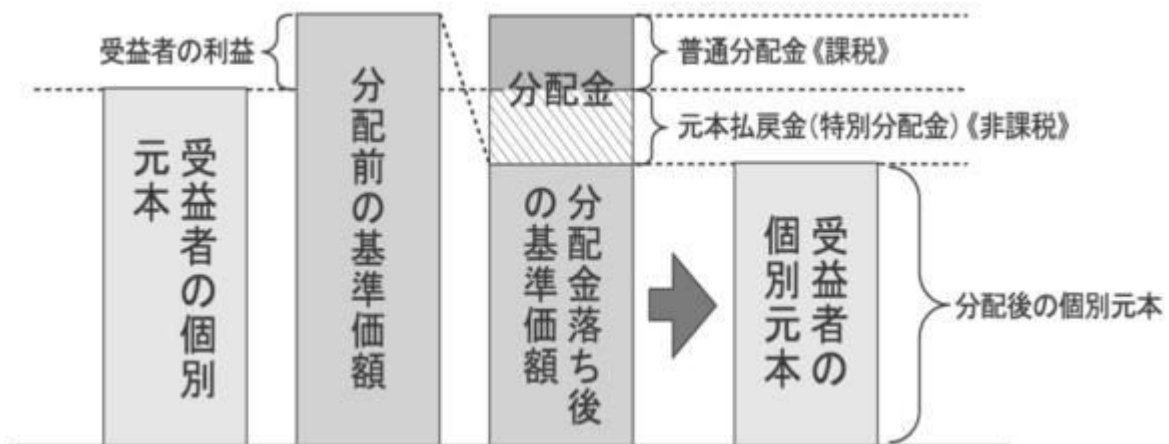 受益者の利益
受益者の個別
元本
分配前の基準価額
分配金
分配金落ち後
の基準価額
普通分配金《課税》
元本払戻金(特別分配金)《非課税》
受益者の
個別元本
分配後の個別元本